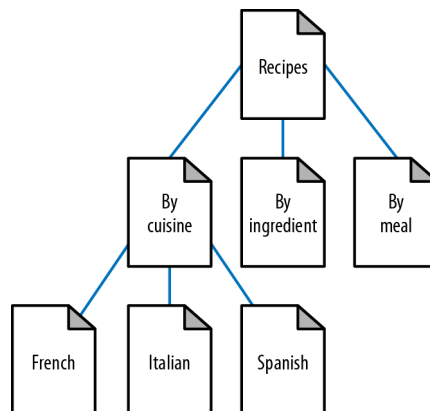 Recipes
By
cuisine
By
ingredient
By
meal
French
Italian
Spanish